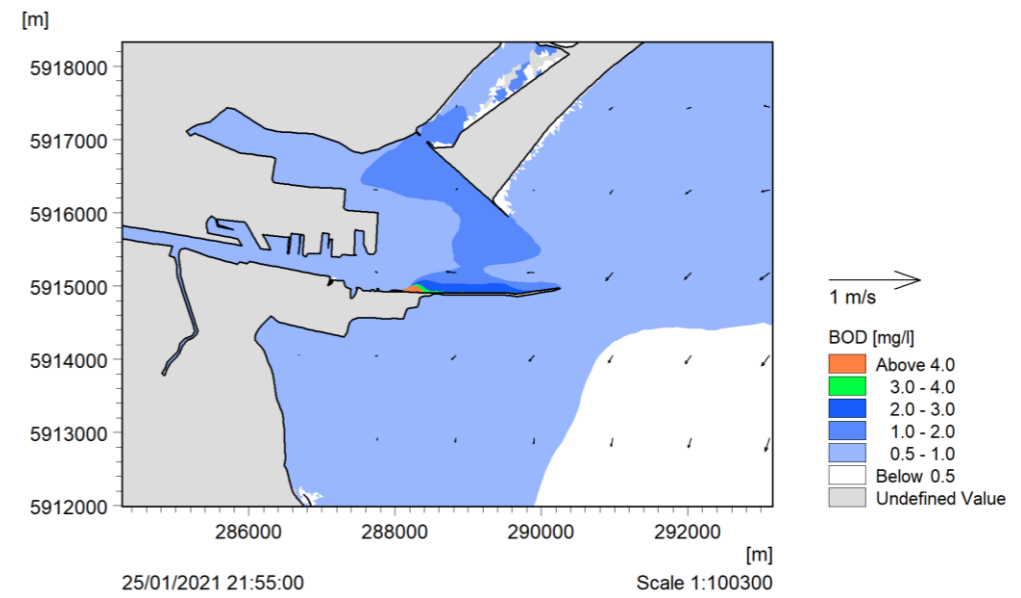 [m]
5918000
5917000
5916000
5915000
5914000
5913000
5912000
286000 288000 290000 292000
[m]
25/01/2021 21:55:00 Scale 1:100300
1 m/s
BOD [mg/l]
Above 4.0
3.0 - 4.0
2.0 - 3.0
1.0 - 2.0
0.5 - 1.0
Below 0.5
Undefined Value